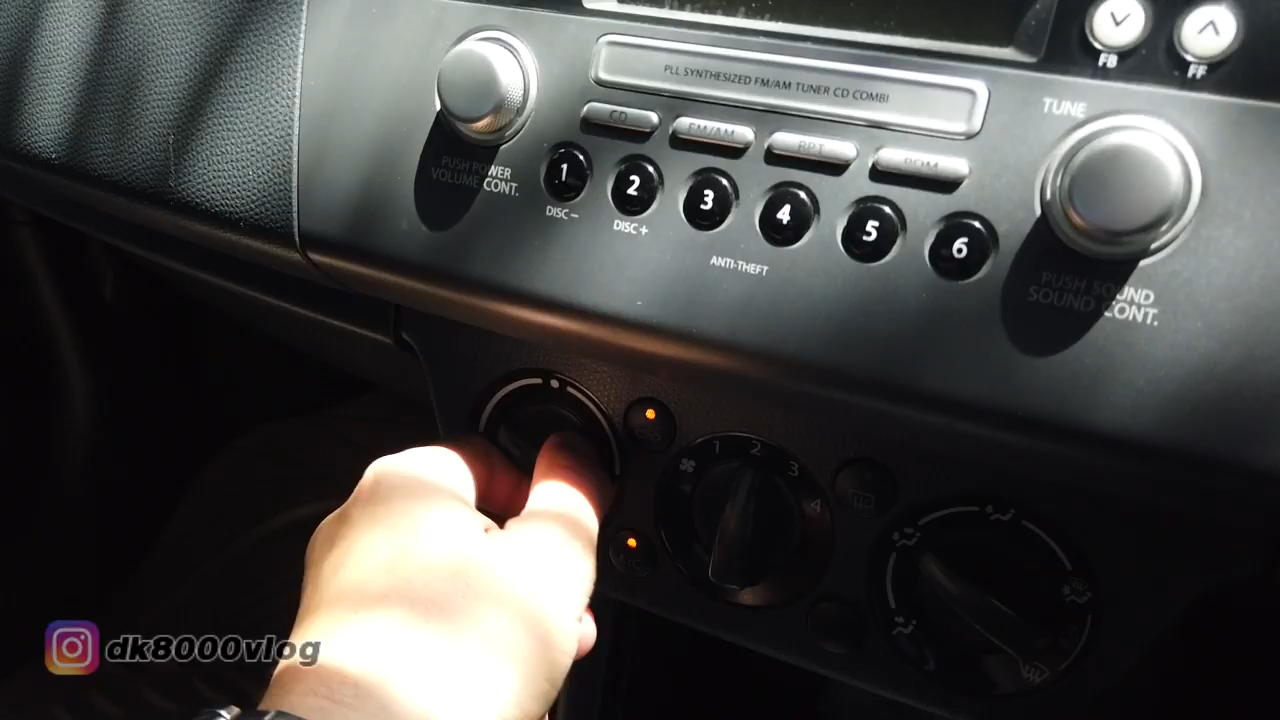 FB
FF
PLL SYNTHESIZED FM/AM TUNER CD COMBI
TUNE
CD
FM/AM
RPT
RDM
PUSH POWER
VOLUME CONT.
1
2
3
4
5
6
DISC−
DISC+
ANTI-THEFT
PUSH SOUND
SOUND CONT.
1
2
3
4
A/C
dk8000vlog